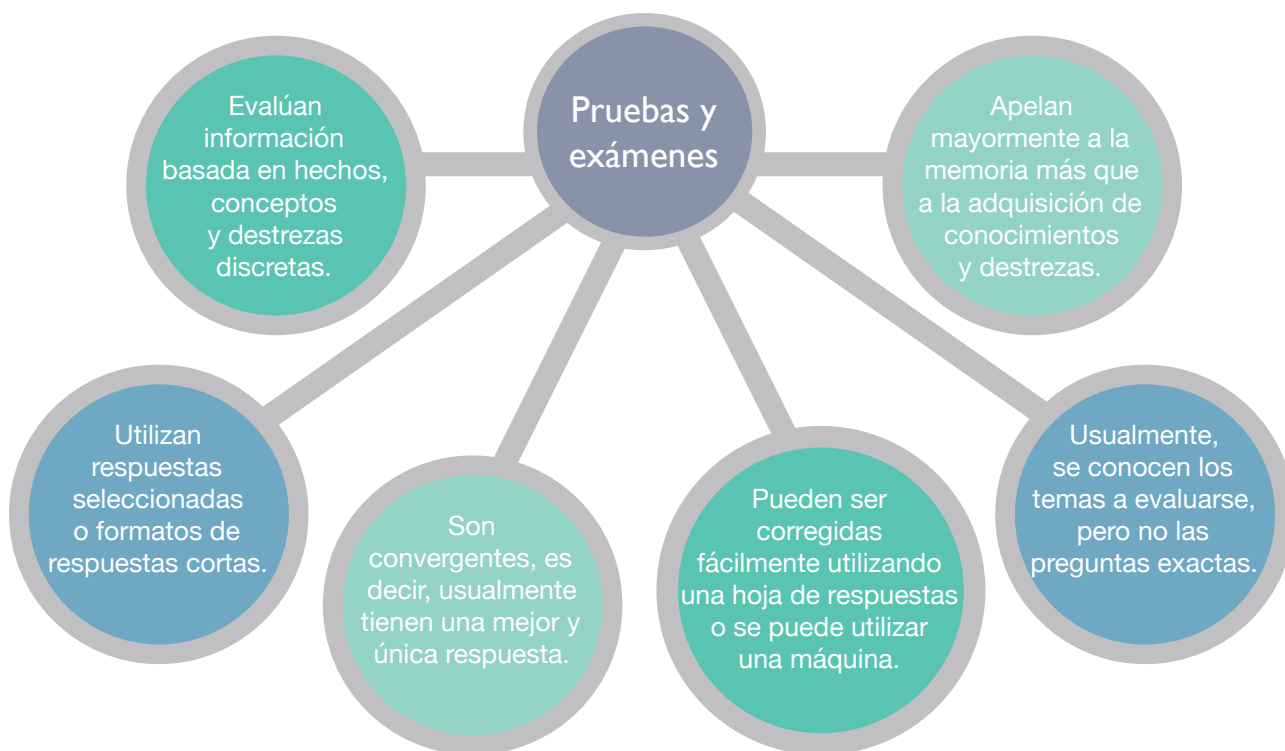 Pruebas y
exámenes
Evalúan
información
basada en hechos,
conceptos
y destrezas
discretas.
Apelan
mayormente a la
memoria más que
a la adquisición de
conocimientos
y destrezas.
Utilizan
respuestas
seleccionadas
o formatos de
respuestas cortas.
Son
convergentes, es
decir, usualmente
tienen una mejor y
única respuesta.
Pueden ser
corregidas
fácilmente utilizando
una hoja de respuestas
o se puede utilizar
una máquina.
Usualmente,
se conocen los
temas a evaluarse,
pero no las
preguntas exactas.